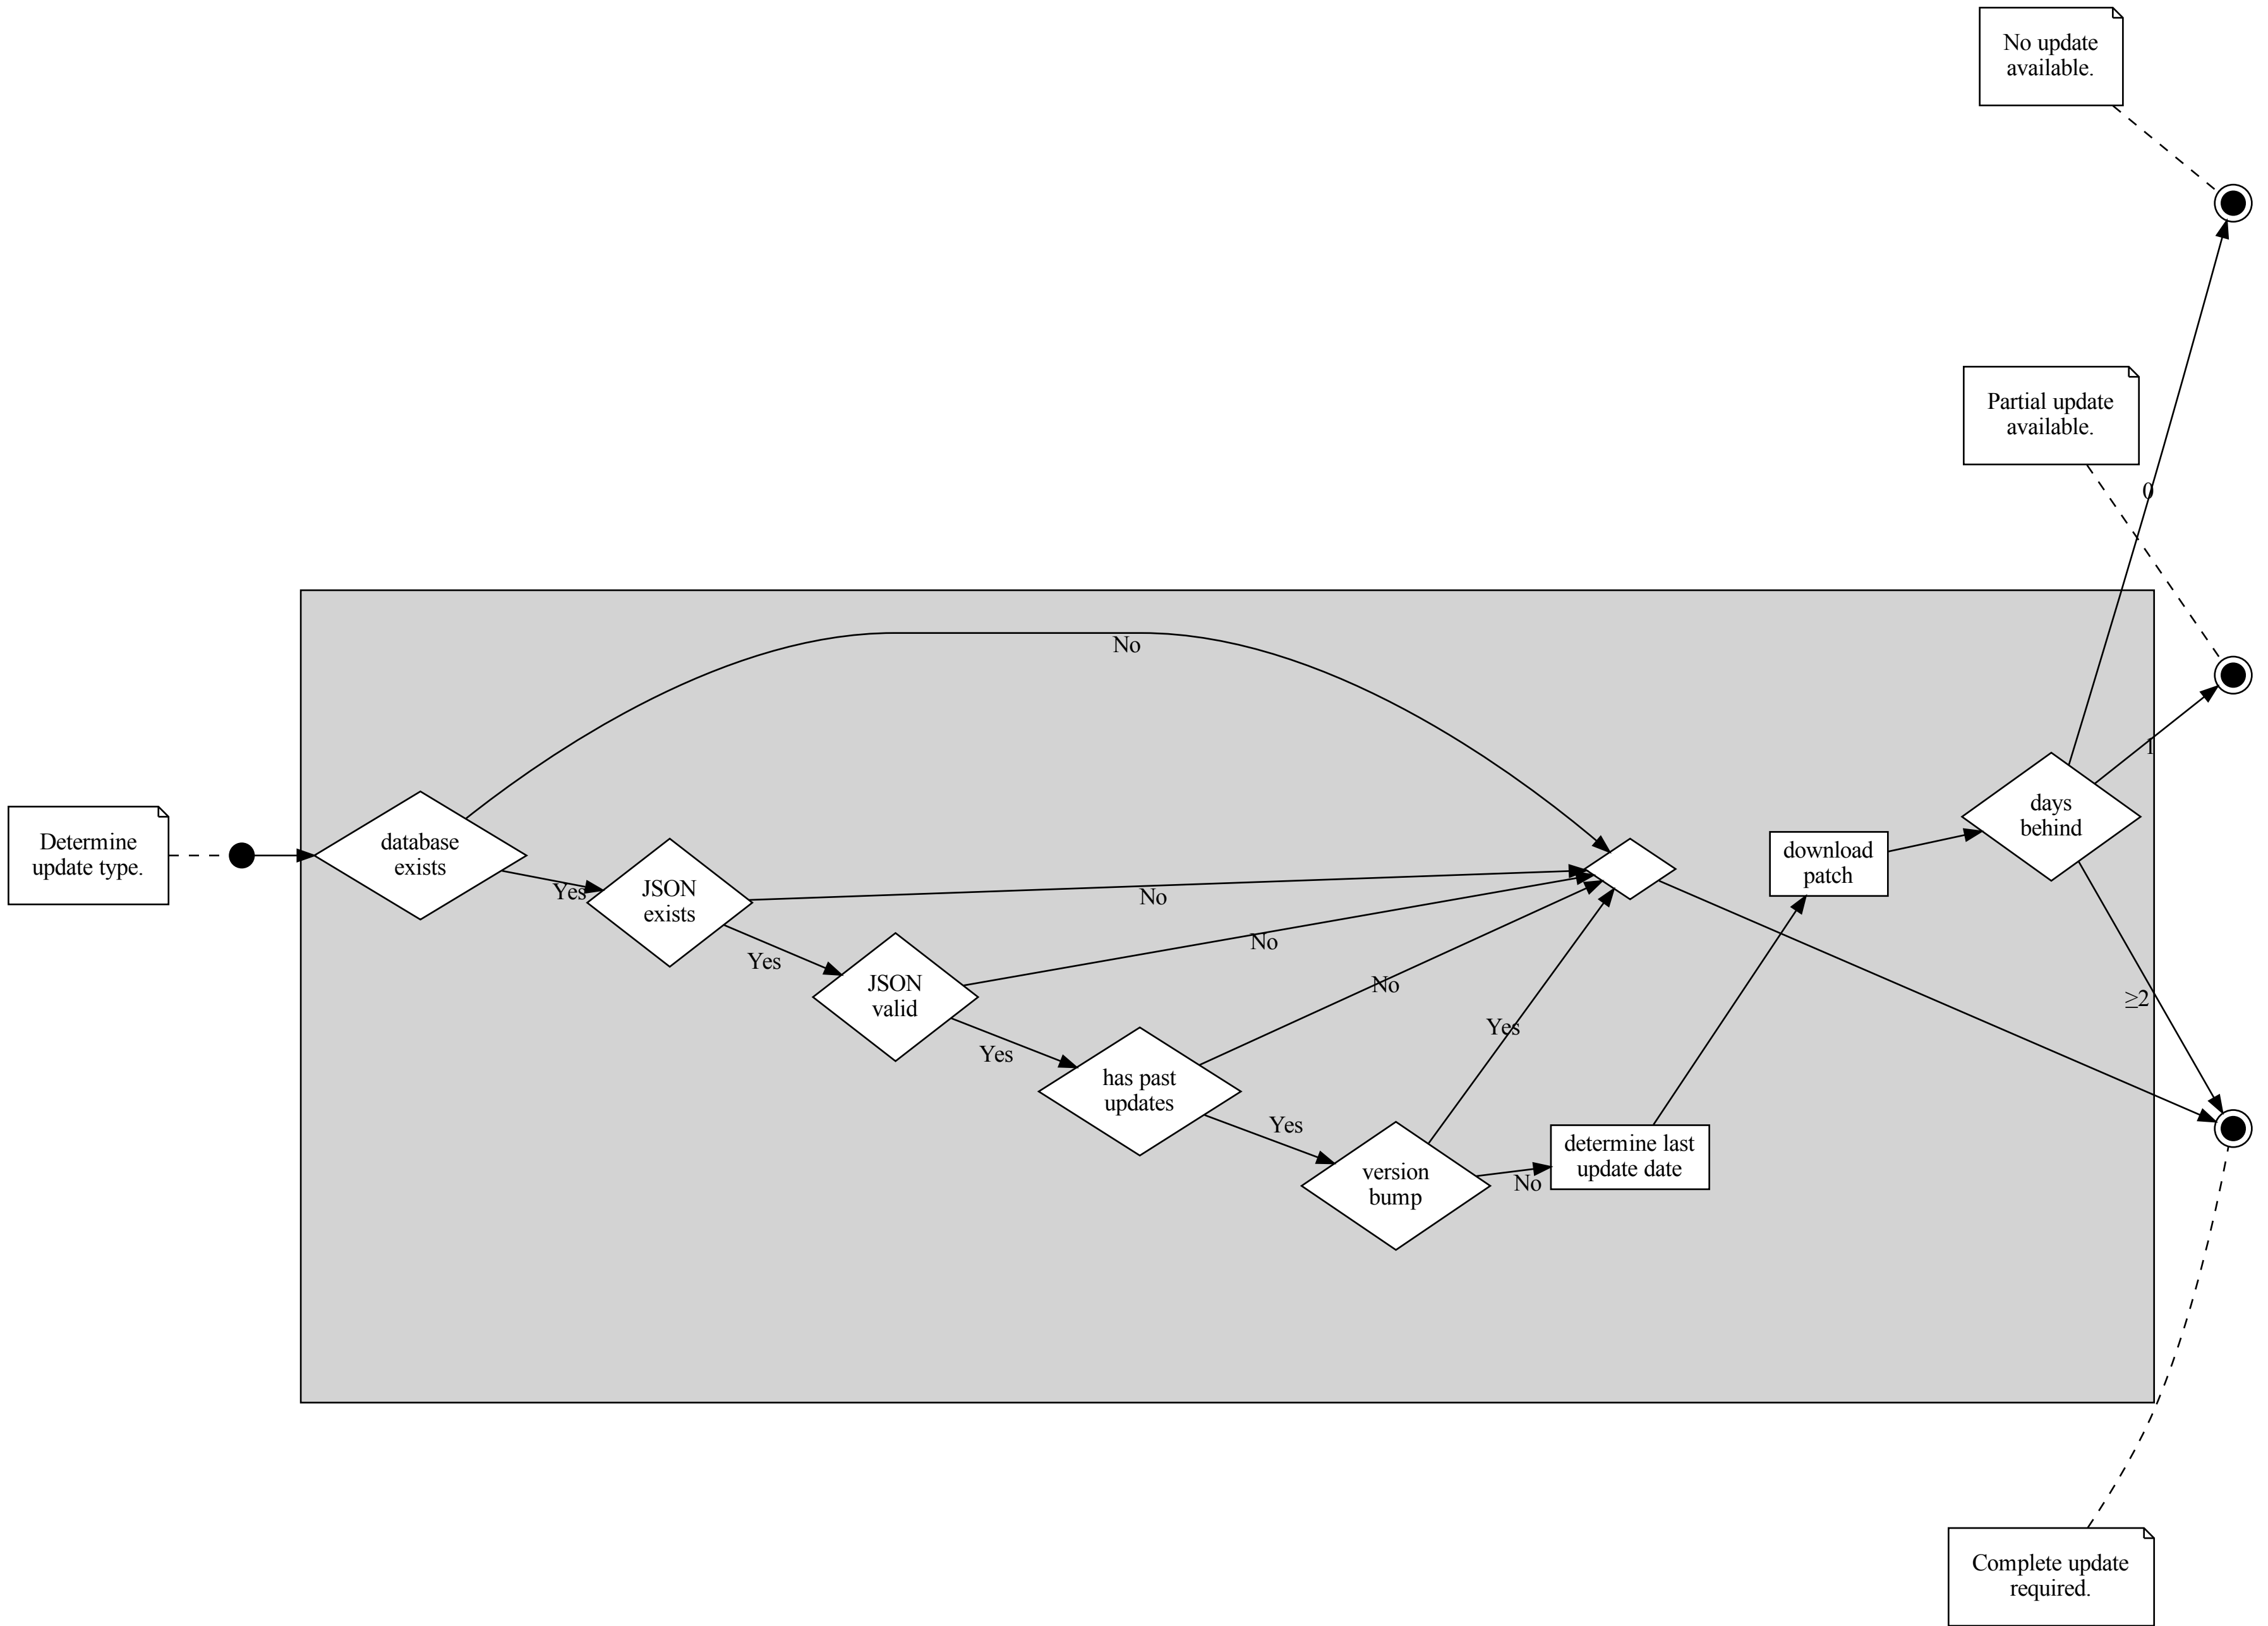 No update
available.
Partial update
available.
0
No
1
Determine
update type.
database
exists
Yes
JSON
exists
No
Yes
JSON
valid
No
Yes
has past
updates
No
Yes
version
bump
Yes
No
determine last
update date
download
patch
days
behind
≥2
Complete update
required.